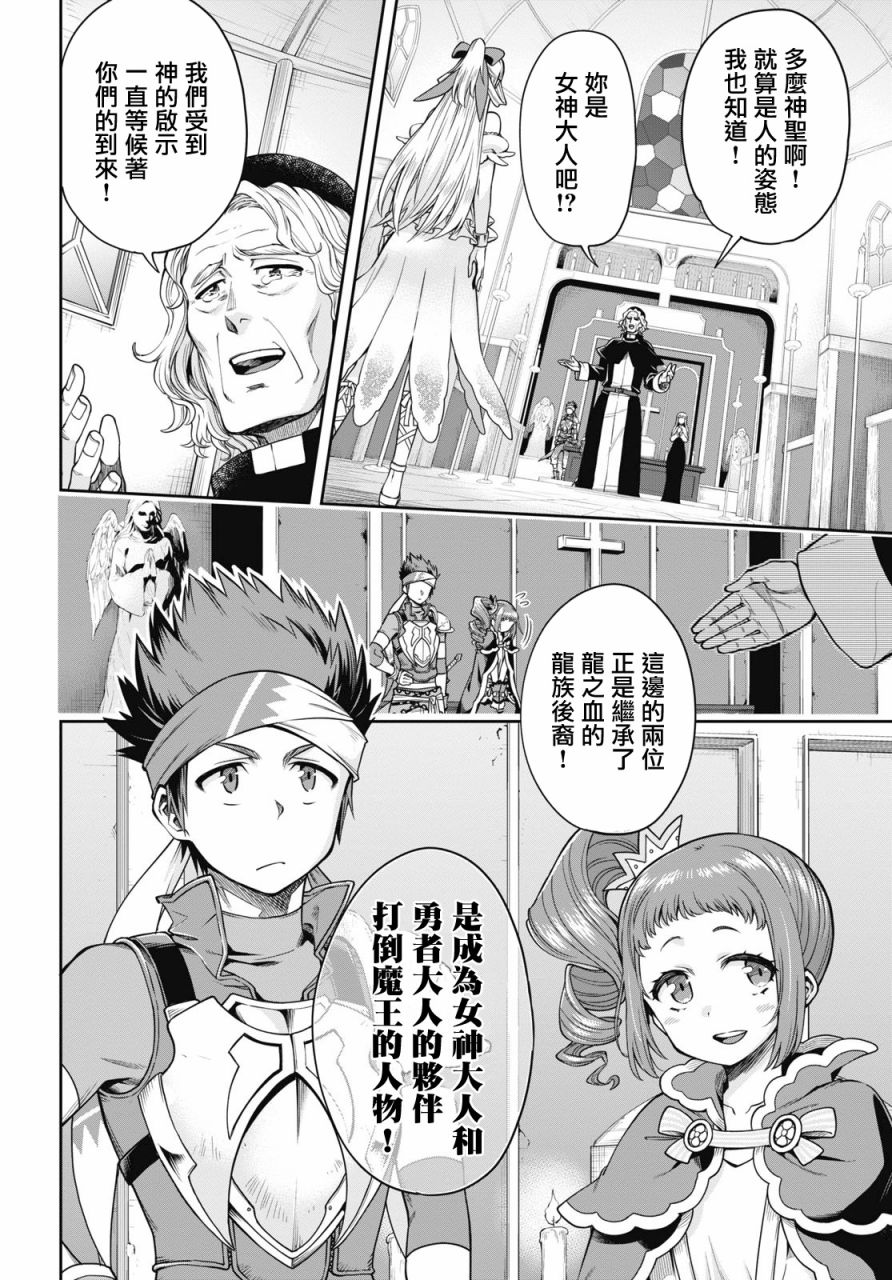 多麼神聖啊！
就算是人的姿態
我也知道！
妳是
女神大人吧!?
我們受到
神的啟示
一直等候著
你們的到來！
這邊的兩位
正是繼承了
龍之血的
龍族後裔！
是成為女神大人和
勇者大人的夥伴
打倒魔王的人物！